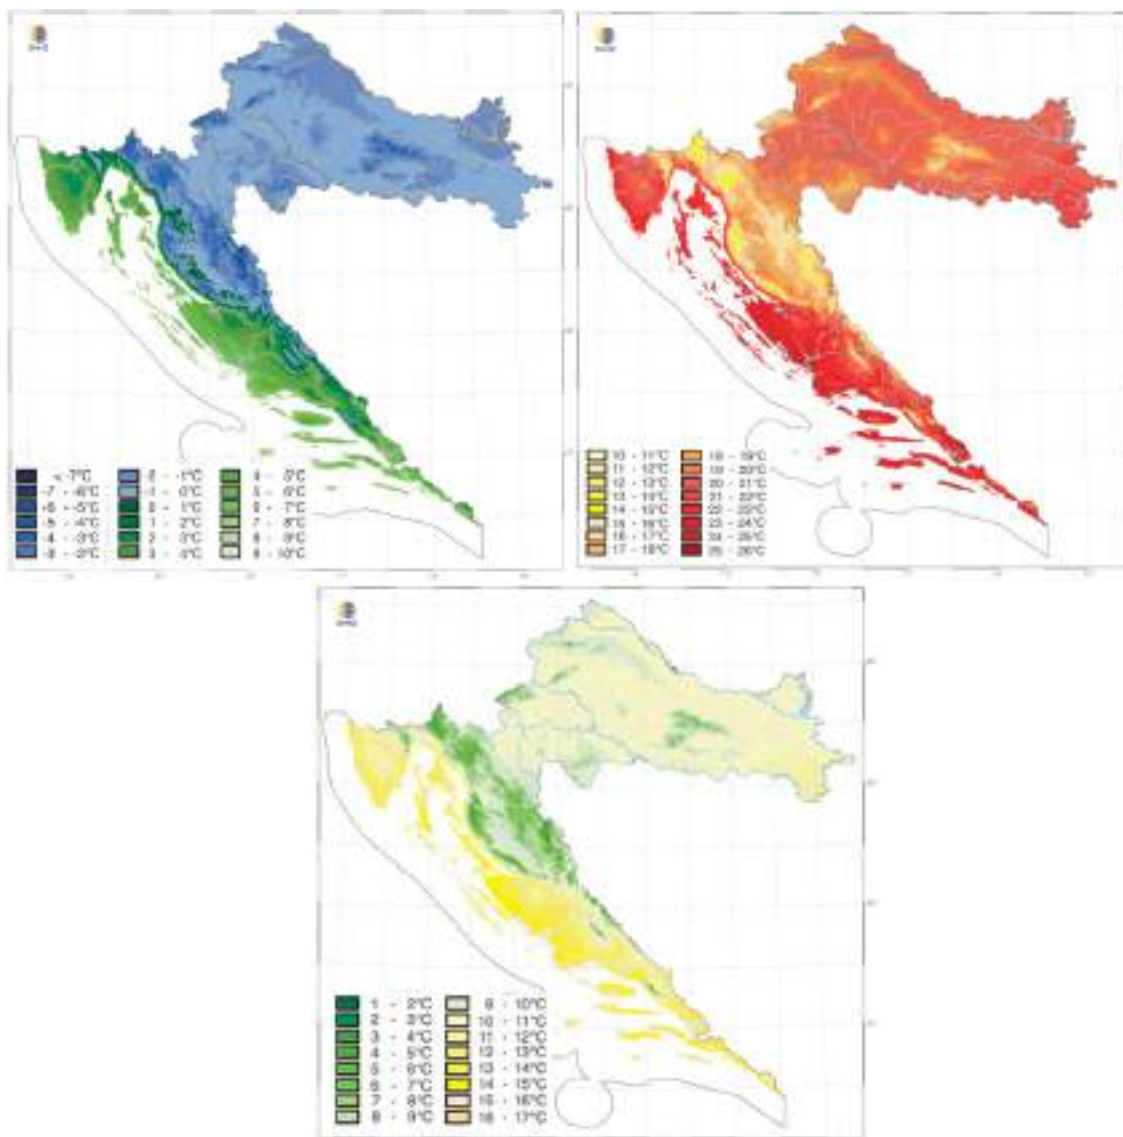 < -7°C
-7 - -6°C
-6 - -5°C
-5 - -4°C
-4 - -3°C
-3 - -2°C
-2 - -1°C
-1 - 0°C
0 - 1°C
1 - 2°C
2 - 3°C
3 - 4°C
4 - 5°C
5 - 6°C
6 - 7°C
7 - 8°C
8 - 9°C
9 - 10°C
10 - 11°C
11 - 12°C
12 - 13°C
13 - 14°C
14 - 15°C
15 - 16°C
16 - 17°C
17 - 18°C
18 - 19°C
19 - 20°C
20 - 21°C
21 - 22°C
22 - 23°C
23 - 24°C
24 - 25°C
25 - 26°C
1 - 2°C
2 - 3°C
3 - 4°C
4 - 5°C
5 - 6°C
6 - 7°C
7 - 8°C
8 - 9°C
9 - 10°C
10 - 11°C
11 - 12°C
12 - 13°C
13 - 14°C
14 - 15°C
15 - 16°C
16 - 17°C